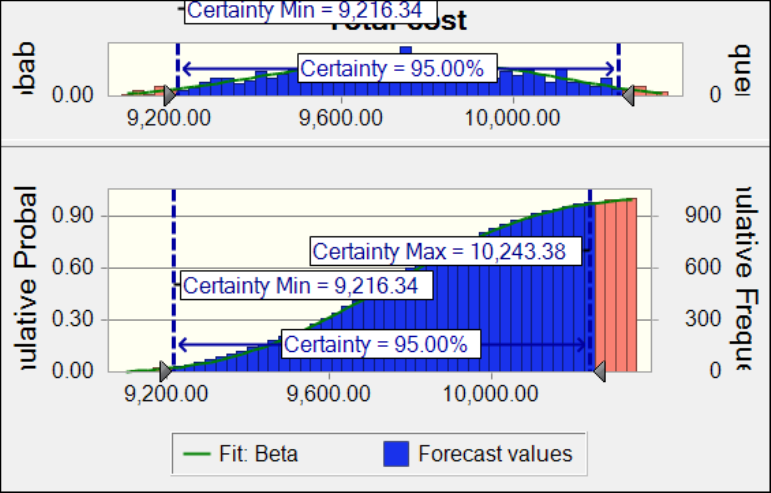 Certainty Min = 9,216.34
Total cost
Certainty = 95.00%
0.00
0
9,200.00 9,600.00 10,000.00
0.90
900
Certainty Max = 10,243.38
0.60
600
Certainty Min = 9,216.34
0.30
300
Certainty = 95.00%
0.00
0
9,200.00 9,600.00 10,000.00
Fit: Beta Forecast values